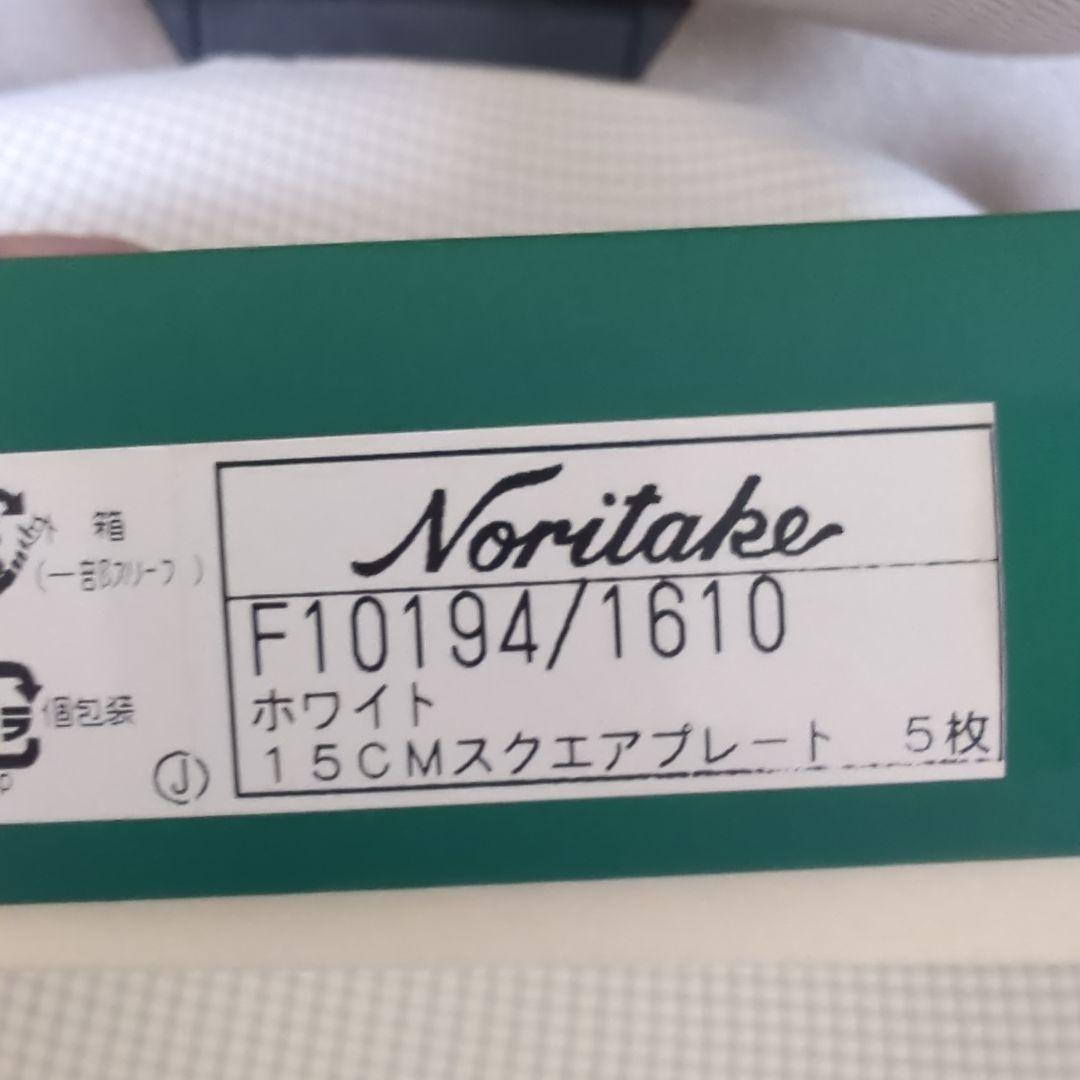 外箱
(一部スリーブ)
個包装
Ⓙ
Noritake
F10194/1610
ホワイト
15CMスクエアプレート 5枚